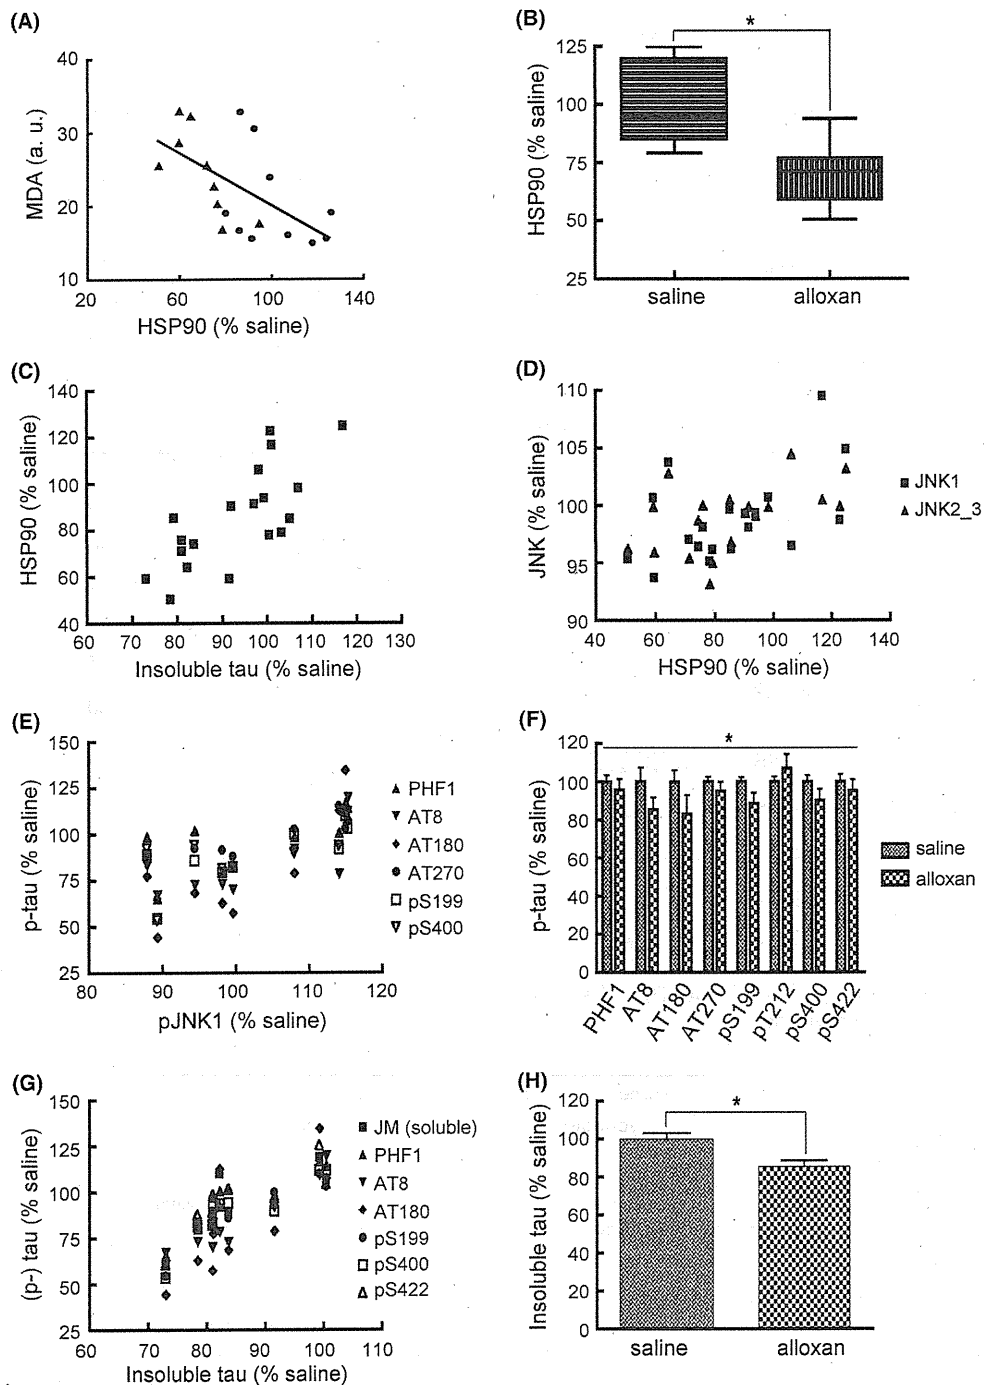 (A)
40
30
20
10
MDA (a. u.)
20 60 100 140
HSP90 (% saline)
(B)
*
125
100
75
50
25
HSP90 (% saline)
saline alloxan
(C)
140
120
100
80
60
40
HSP90 (% saline)
60 70 80 90 100 110 120 130
Insoluble tau (% saline)
(D)
110
105
100
95
90
JNK (% saline)
40 60 80 100 120 140
HSP90 (% saline)
JNK1
JNK2_3
(E)
150
125
100
75
50
25
p-tau (% saline)
80 90 100 110 120
pJNK1 (% saline)
PHF1
AT8
AT180
AT270
pS199
pS400
(F)
*
120
100
80
60
40
20
0
p-tau (% saline)
PHF1 AT8 AT180 AT270 pS199 pT212 pS400 pS422
saline
alloxan
(G)
150
125
100
75
50
25
(p-) tau (% saline)
60 70 80 90 100 110
Insoluble tau (% saline)
JM (soluble)
PHF1
AT8
AT180
pS199
pS400
pS422
(H)
*
120
100
80
60
40
20
0
Insoluble tau (% saline)
saline alloxan